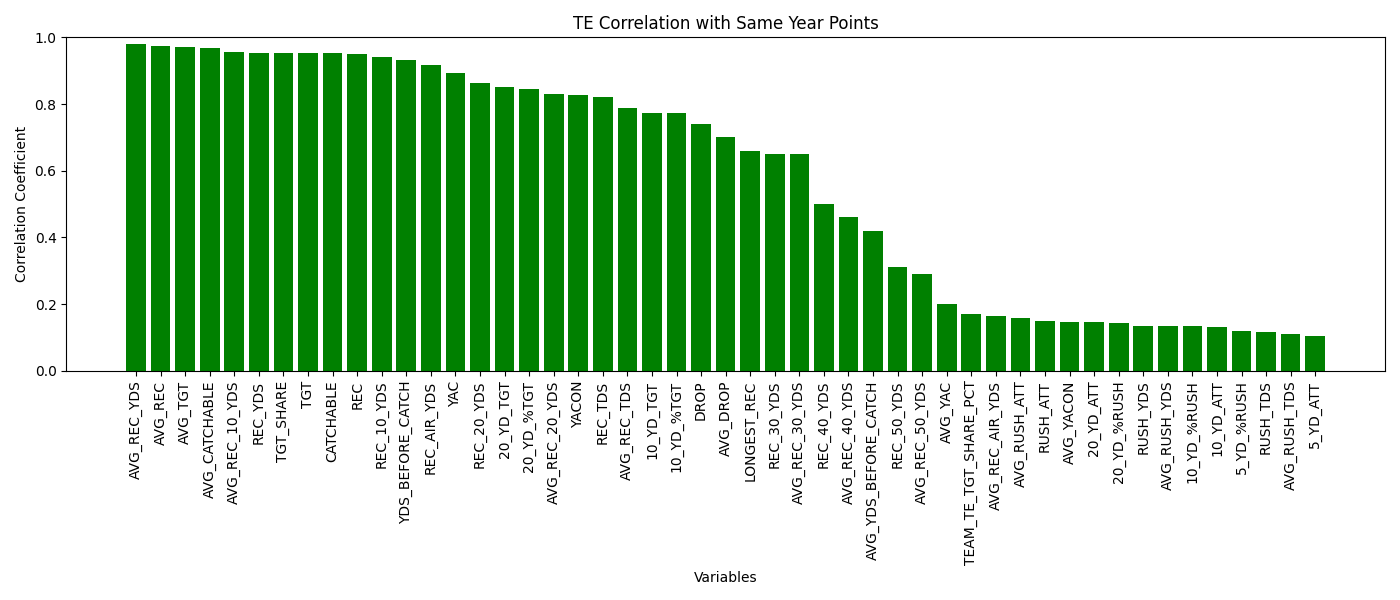 TE Correlation with Same Year Points
Correlation Coefficient
1.0
0.8
0.6
0.4
0.2
0.0
AVG_REC_YDS
AVG_REC
AVG_TGT
AVG_CATCHABLE
AVG_REC_10_YDS
REC_YDS
TGT_SHARE
TGT
CATCHABLE
REC
REC_10_YDS
YDS_BEFORE_CATCH
REC_AIR_YDS
YAC
REC_20_YDS
20_YD_TGT
20_YD_%TGT
AVG_REC_20_YDS
YACON
REC_TDS
AVG_REC_TDS
10_YD_TGT
10_YD_%TGT
DROP
AVG_DROP
LONGEST_REC
REC_30_YDS
AVG_REC_30_YDS
REC_40_YDS
AVG_REC_40_YDS
AVG_YDS_BEFORE_CATCH
REC_50_YDS
AVG_REC_50_YDS
AVG_YAC
TEAM_TE_TGT_SHARE_PCT
AVG_REC_AIR_YDS
AVG_RUSH_ATT
RUSH_ATT
AVG_YACON
20_YD_ATT
20_YD_%RUSH
RUSH_YDS
AVG_RUSH_YDS
10_YD_%RUSH
10_YD_ATT
5_YD_%RUSH
RUSH_TDS
AVG_RUSH_TDS
5_YD_ATT
Variables